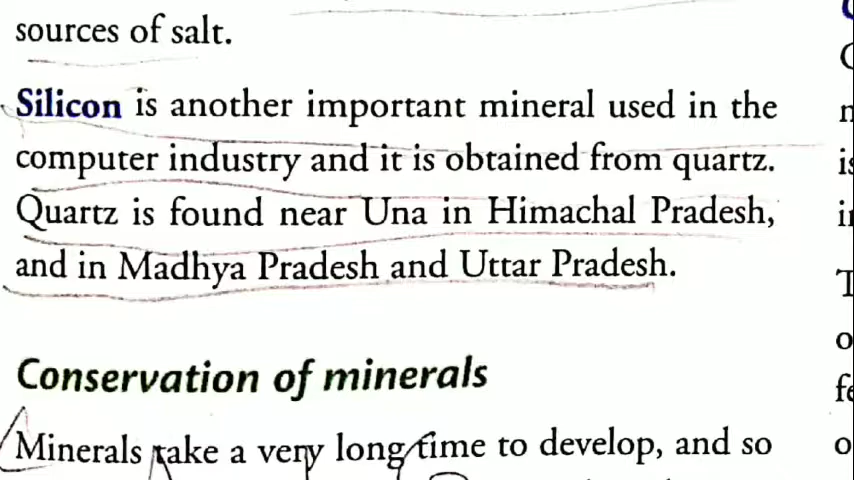 sources of salt.
Silicon is another important mineral used in the
computer industry and it is obtained from quartz.
Quartz is found near Una in Himachal Pradesh,
and in Madhya Pradesh and Uttar Pradesh.
Conservation of minerals
Minerals take a very long time to develop, and so